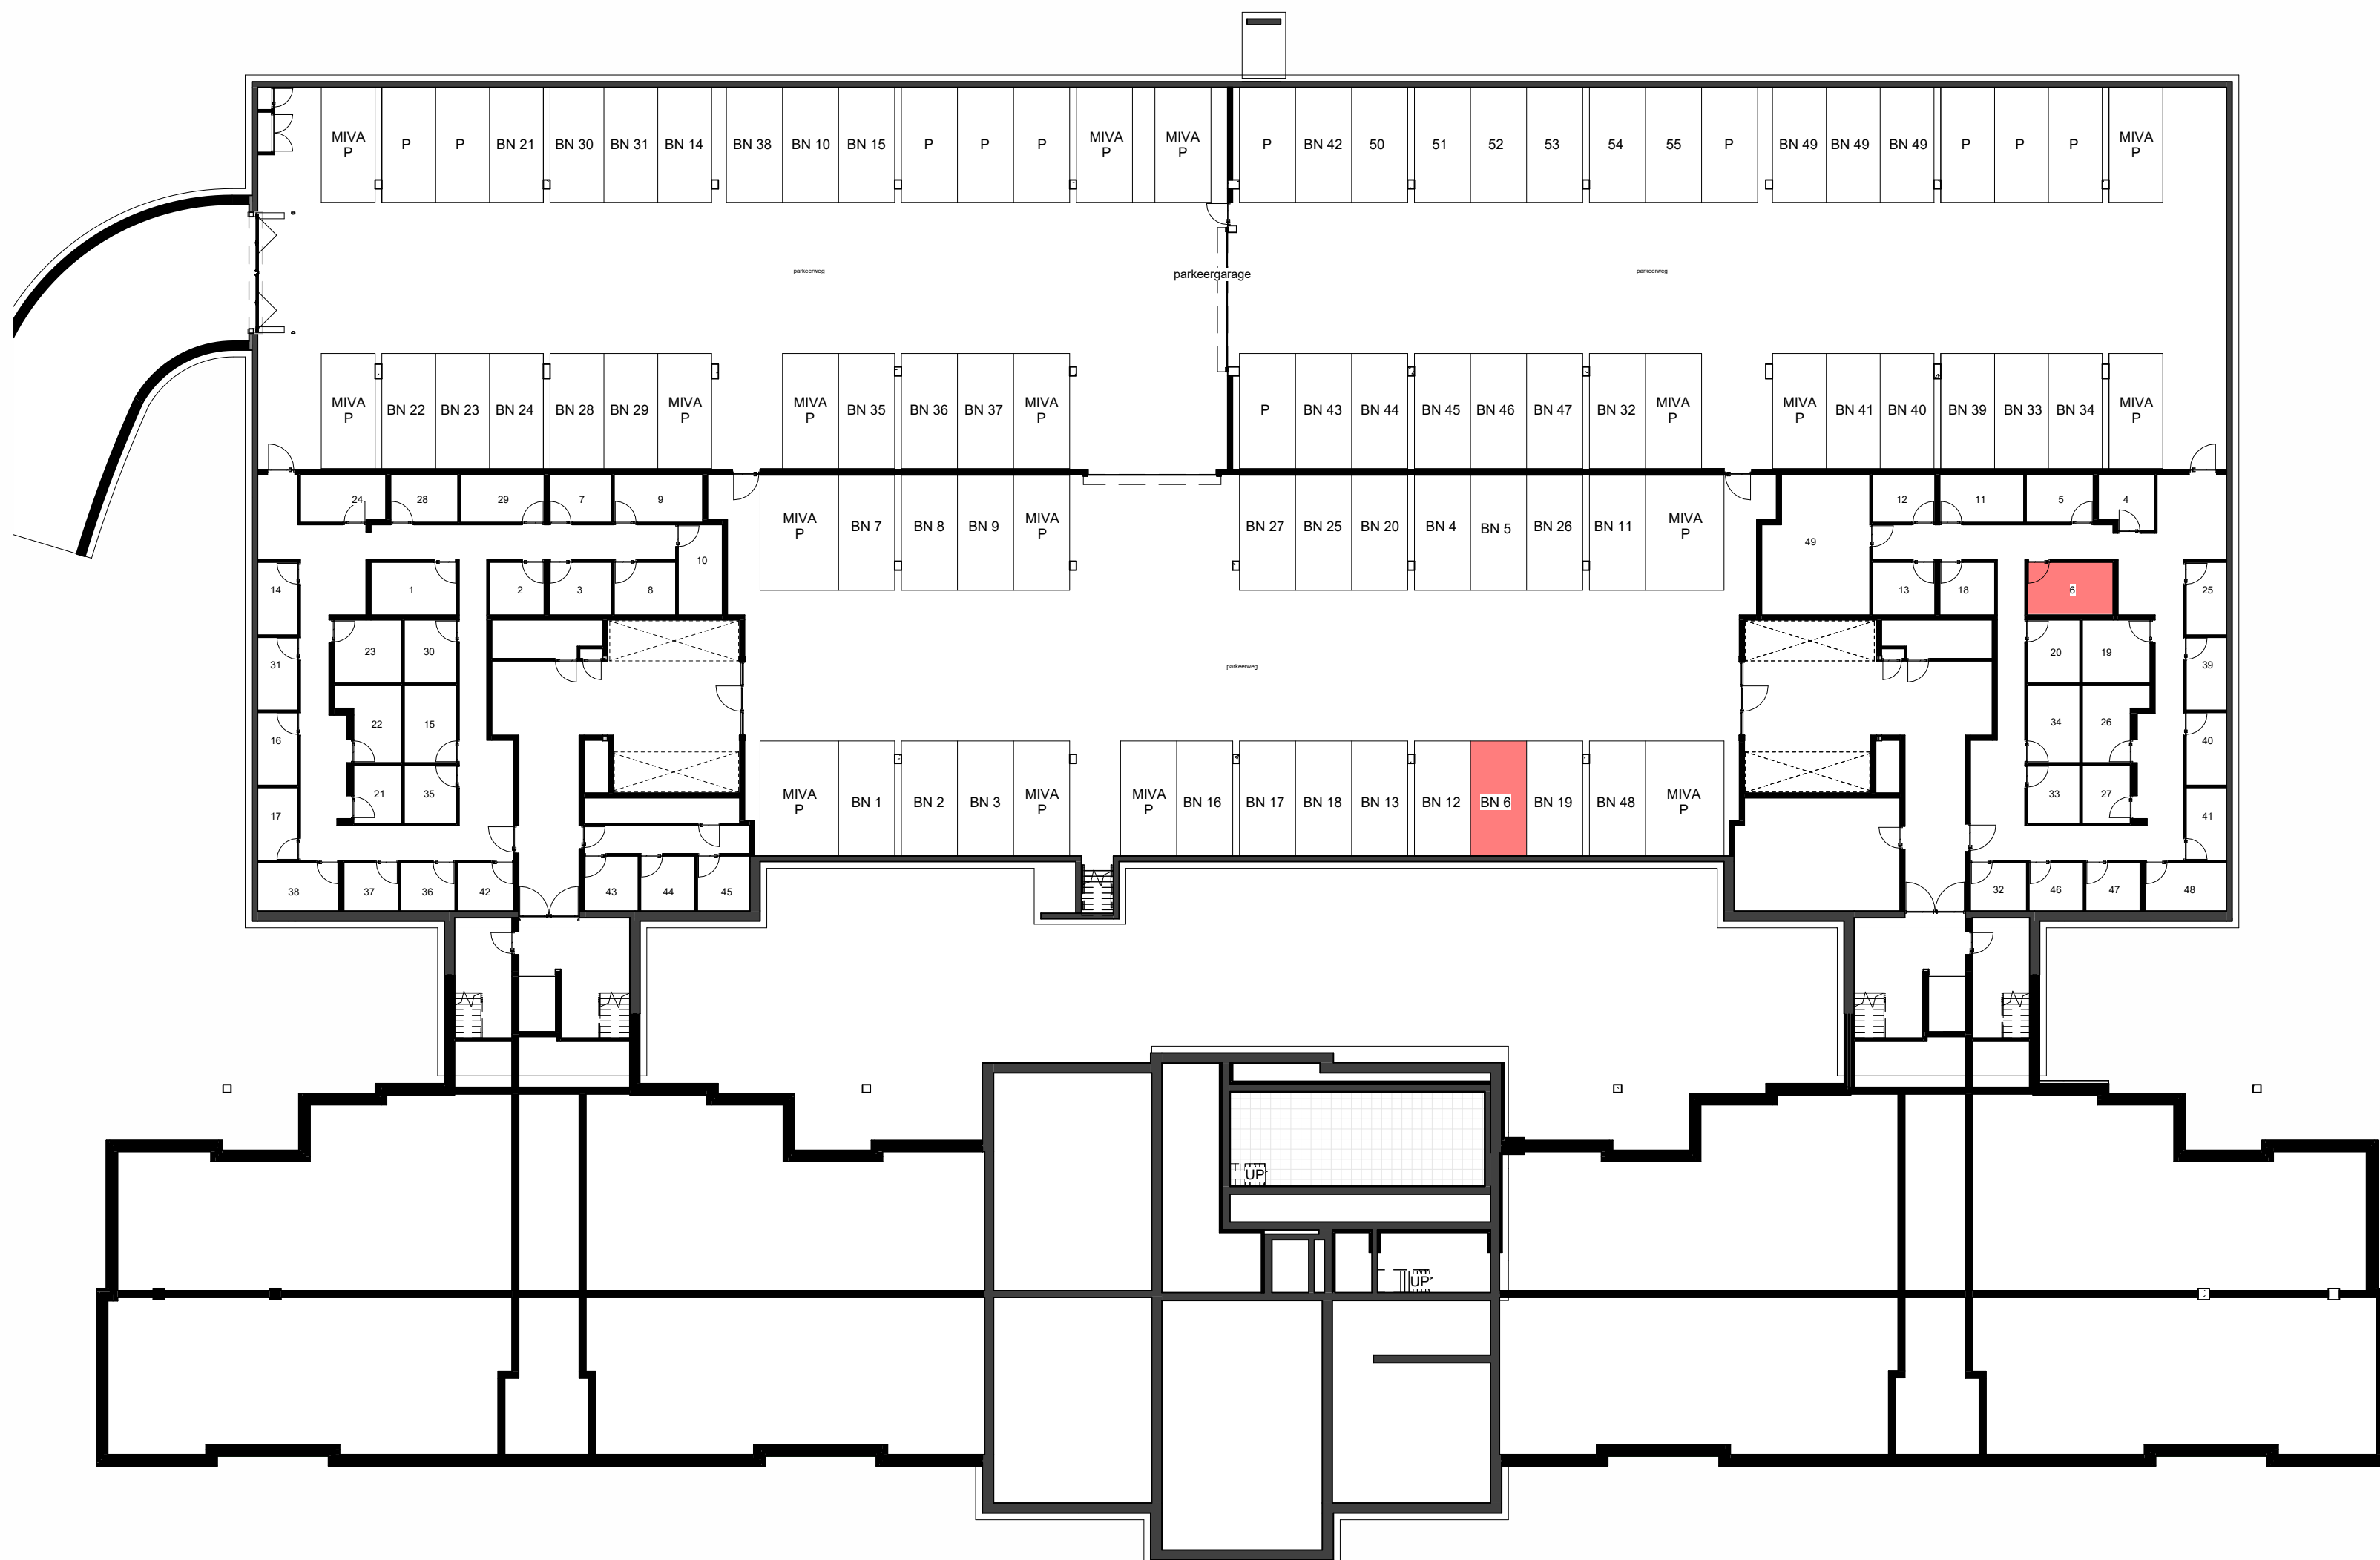 MIVA
P
P
P
BN 21
BN 30
BN 31
BN 14
BN 38
BN 10
BN 15
P
P
P
MIVA
P
MIVA
P
P
BN 42
50
51
52
53
54
55
P
BN 49
BN 49
BN 49
P
P
P
MIVA
P
parkeerweg
parkeergarage
parkeerweg
MIVA
P
BN 22
BN 23
BN 24
BN 28
BN 29
MIVA
P
MIVA
P
BN 35
BN 36
BN 37
MIVA
P
P
BN 43
BN 44
BN 45
BN 46
BN 47
BN 32
MIVA
P
MIVA
P
BN 41
BN 40
BN 39
BN 33
BN 34
MIVA
P
24
28
29
7
9
MIVA
P
BN 7
BN 8
BN 9
MIVA
P
BN 27
BN 25
BN 20
BN 4
BN 5
BN 26
BN 11
MIVA
P
12
11
5
4
49
10
14
1
2
3
8
13
18
6
25
23
30
20
19
31
39
parkeerweg
22
15
34
26
16
40
21
35
33
27
17
41
MIVA
P
BN 1
BN 2
BN 3
MIVA
P
MIVA
P
BN 16
BN 17
BN 18
BN 13
BN 12
BN 6
BN 19
BN 48
MIVA
P
38
37
36
42
43
44
45
32
46
47
48
UP
UP